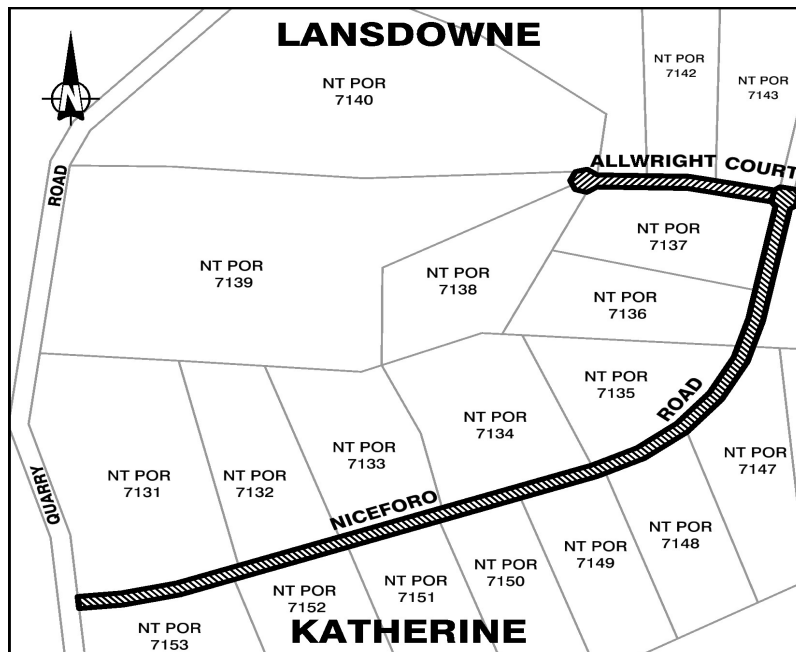 LANSDOWNE
N
NT POR
7140
NT POR
7142
NT POR
7143
ALLWRIGHT COURT
ROAD
NT POR
7137
NT POR
7139
NT POR
7138
NT POR
7136
NT POR
7135
ROAD
NT POR
7134
NT POR
7133
NT POR
7147
NT POR
7131
NT POR
7132
QUARRY
NICEFORO
NT POR
7148
NT POR
7149
NT POR
7150
NT POR
7151
NT POR
7152
NT POR
7153
KATHERINE